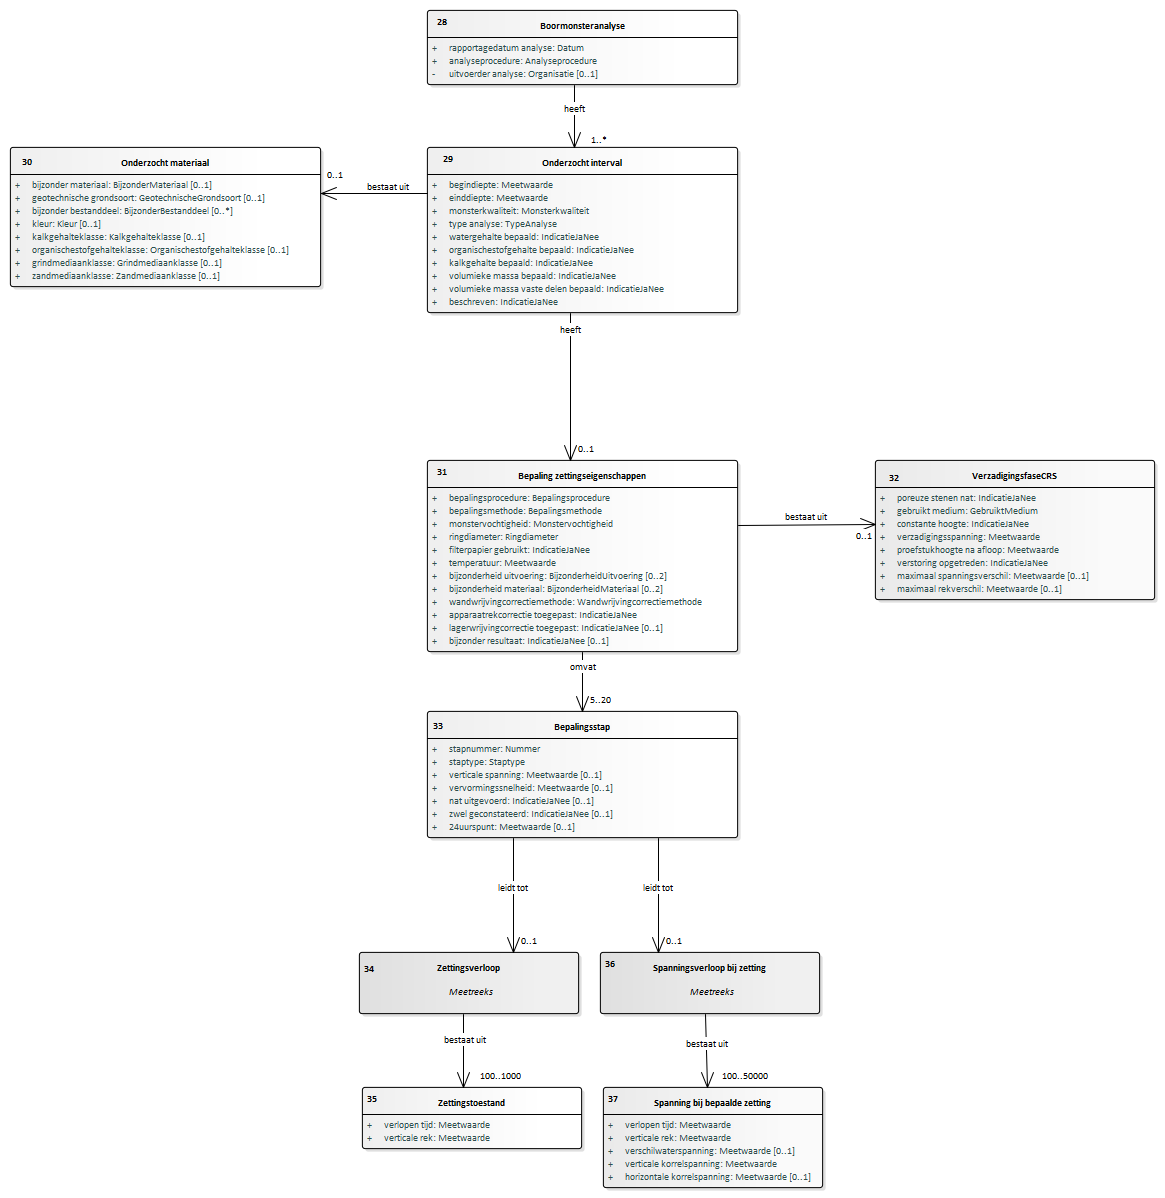 28
Boormonsteranalyse
+ rapportagedatum analyse: Datum
+ analyseprocedure: Analyseprocedure
- uitvoerder analyse: Organisatie [0..1]
heeft
1..*
30
Onderzocht materiaal
+ bijzonder materiaal: BijzonderMateriaal [0..1]
+ geotechnische grondsoort: GeotechnischeGrondsoort [0..1]
+ bijzonder bestanddeel: BijzonderBestanddeel [0..*]
+ kleur: Kleur [0..1]
+ kalkgehalteklasse: Kalkgehalteklasse [0..1]
+ organischestofgehalteklasse: Organischestofgehalteklasse [0..1]
+ grindmediaanklasse: Grindmediaanklasse [0..1]
+ zandmediaanklasse: Zandmediaanklasse [0..1]
0..1
bestaat uit
29
Onderzocht interval
+ begindiepte: Meetwaarde
+ einddiepte: Meetwaarde
+ monsterkwaliteit: Monsterkwaliteit
+ type analyse: TypeAnalyse
+ watergehalte bepaald: IndicatieJaNee
+ organischestofgehalte bepaald: IndicatieJaNee
+ kalkgehalte bepaald: IndicatieJaNee
+ volumieke massa bepaald: IndicatieJaNee
+ volumieke massa vaste delen bepaald: IndicatieJaNee
+ beschreven: IndicatieJaNee
heeft
0..1
31
Bepaling zettingseigenschappen
+ bepalingsprocedure: Bepalingsprocedure
+ bepalingsmethode: Bepalingsmethode
+ monstervochtigheid: Monstervochtigheid
+ ringdiameter: Ringdiameter
+ filterpapier gebruikt: IndicatieJaNee
+ temperatuur: Meetwaarde
+ bijzonderheid uitvoering: BijzonderheidUitvoering [0..2]
+ bijzonderheid materiaal: BijzonderheidMateriaal [0..2]
+ wandwrijvingcorrectiemethode: Wandwrijvingcorrectiemethode
+ apparaatrekcorrectie toegepast: IndicatieJaNee
+ lagerwrijvingcorrectie toegepast: IndicatieJaNee [0..1]
+ bijzonder resultaat: IndicatieJaNee [0..1]
bestaat uit
0..1
32
VerzadigingsfaseCRS
+ poreuze stenen nat: IndicatieJaNee
+ gebruikt medium: GebruiktMedium
+ constante hoogte: IndicatieJaNee
+ verzadigingsspanning: Meetwaarde
+ proefstukhoogte na afloop: Meetwaarde
+ verstoring opgetreden: IndicatieJaNee
+ maximaal spanningsverschil: Meetwaarde [0..1]
+ maximaal rekverschil: Meetwaarde [0..1]
omvat
5..20
33
Bepalingsstap
+ stapnummer: Nummer
+ staptype: Staptype
+ verticale spanning: Meetwaarde [0..1]
+ vervormingssnelheid: Meetwaarde [0..1]
+ nat uitgevoerd: IndicatieJaNee [0..1]
+ zwel geconstateerd: IndicatieJaNee [0..1]
+ 24uurspunt: Meetwaarde [0..1]
leidt tot
0..1
leidt tot
0..1
34
Zettingsverloop
Meetreeks
36
Spanningsverloop bij zetting
Meetreeks
bestaat uit
100..1000
bestaat uit
100..50000
35
Zettingstoestand
+ verlopen tijd: Meetwaarde
+ verticale rek: Meetwaarde
37
Spanning bij bepaalde zetting
+ verlopen tijd: Meetwaarde
+ verticale rek: Meetwaarde
+ verschilwaterspanning: Meetwaarde [0..1]
+ verticale korrelspanning: Meetwaarde
+ horizontale korrelspanning: Meetwaarde [0..1]